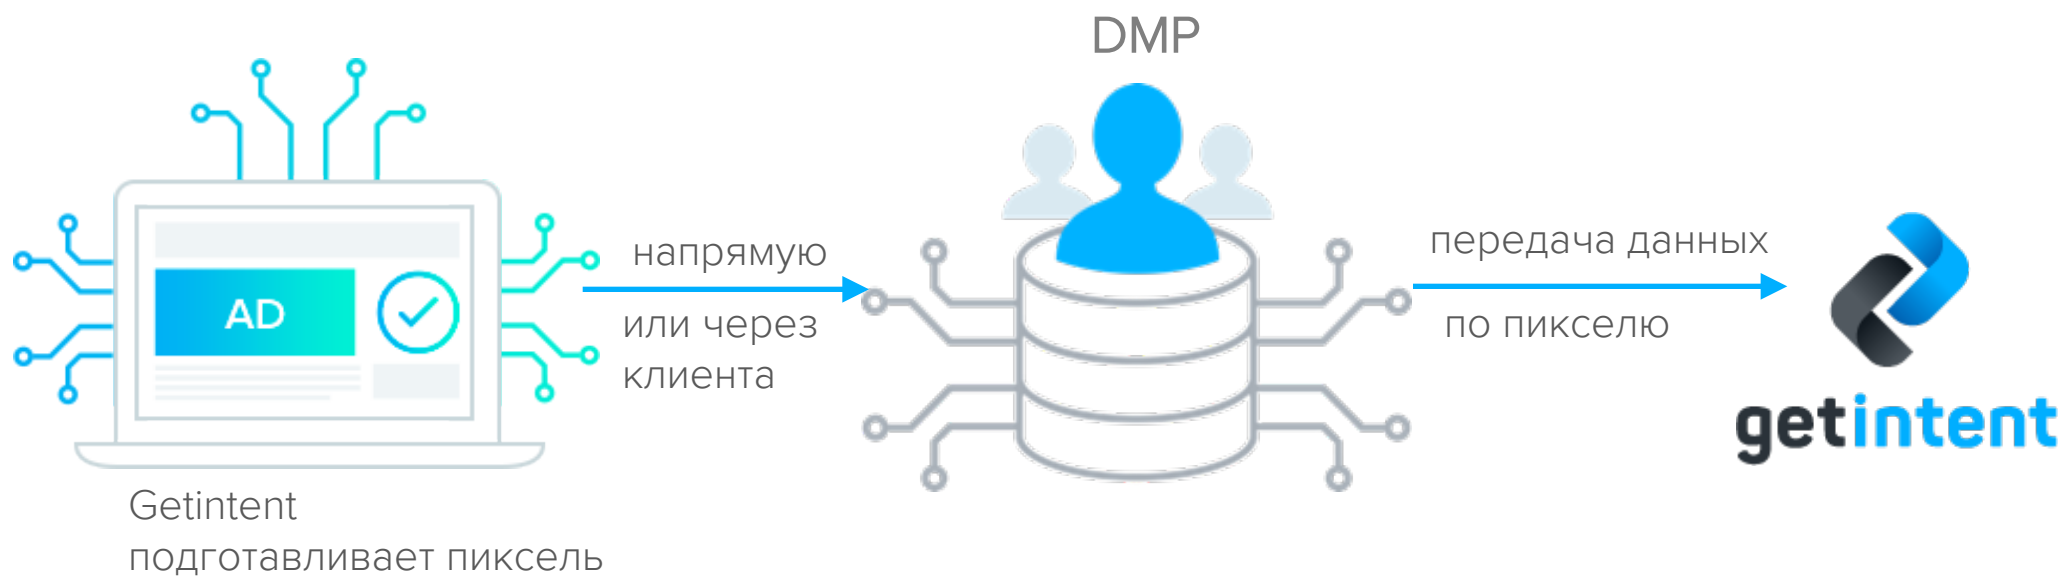 DMP
AD
Getintent
подготавливает пиксель
напрямую
или через
клиента
передача данных
по пикселю
getintent